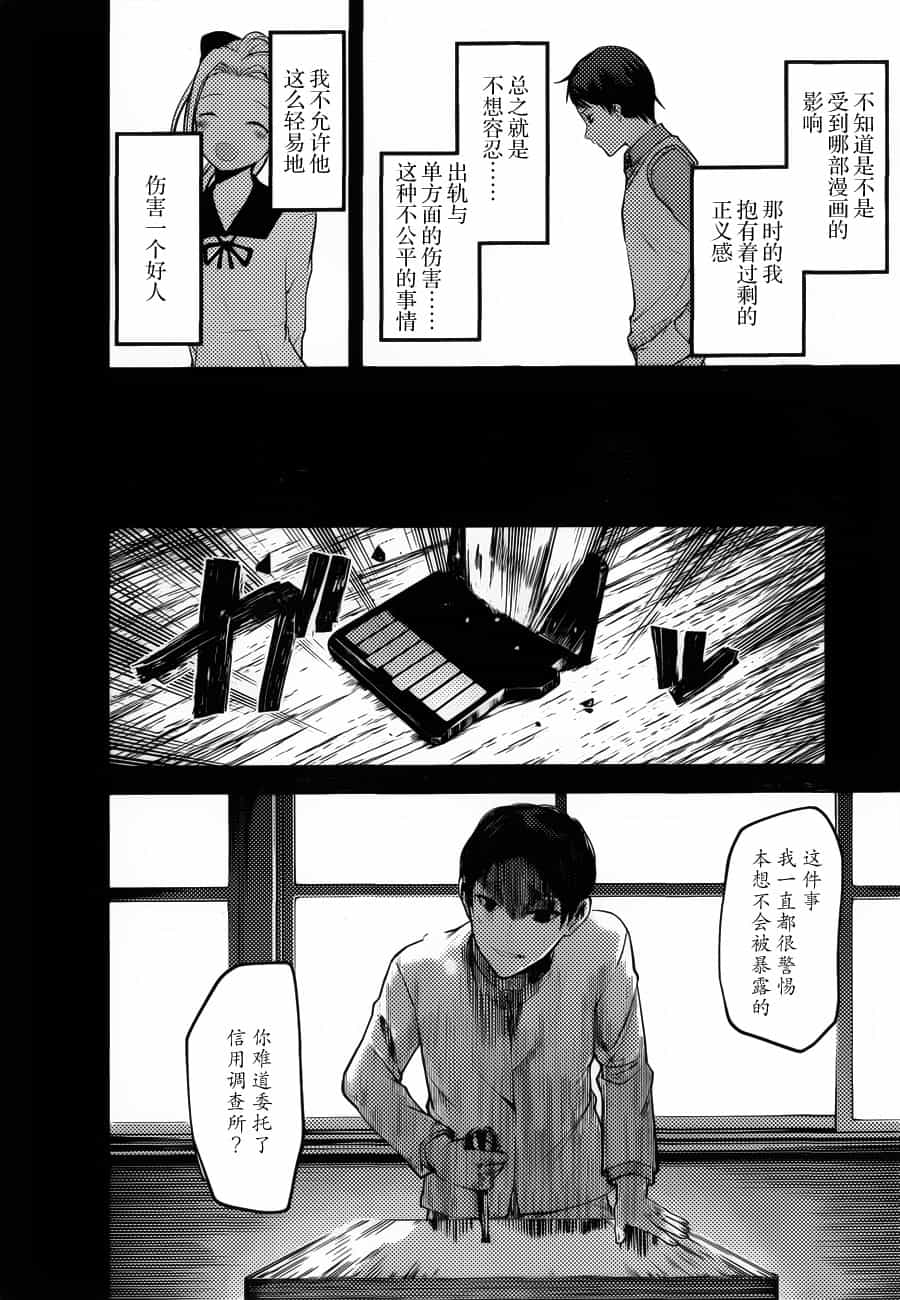 不知道是不是
受到哪部漫画的
影响
那时的我
抱有着过剩的
正义感
总之就是
不想容忍……
出轨与
单方面的伤害……
这种不公平的事情
我不允许他
这么轻易地
伤害一个好人
ガッ
这件事
我一直都很警惕
本想不会被暴露的
你难道委托了
信用调查所？